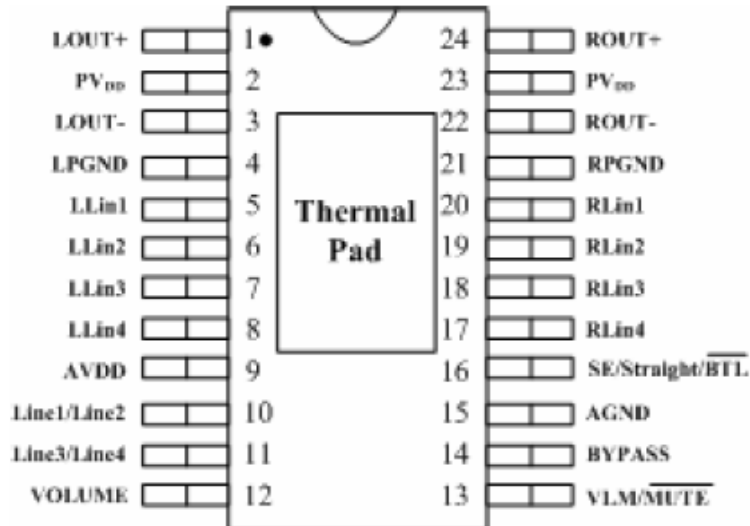 LOUT+ 1 24 ROUT+
PVDD 2 23 PVDD
LOUT- 3 22 ROUT-
LPGND 4 21 RPGND
LLin1 5 20 RLin1
Thermal
LLin2 6 19 RLin2
Pad
LLin3 7 18 RLin3
LLin4 8 17 RLin4
AVDD 9 16 SE/Straight/BTL
Line1/Line2 10 15 AGND
Line3/Line4 11 14 BYPASS
VOLUME 12 13 VLM/MUTE